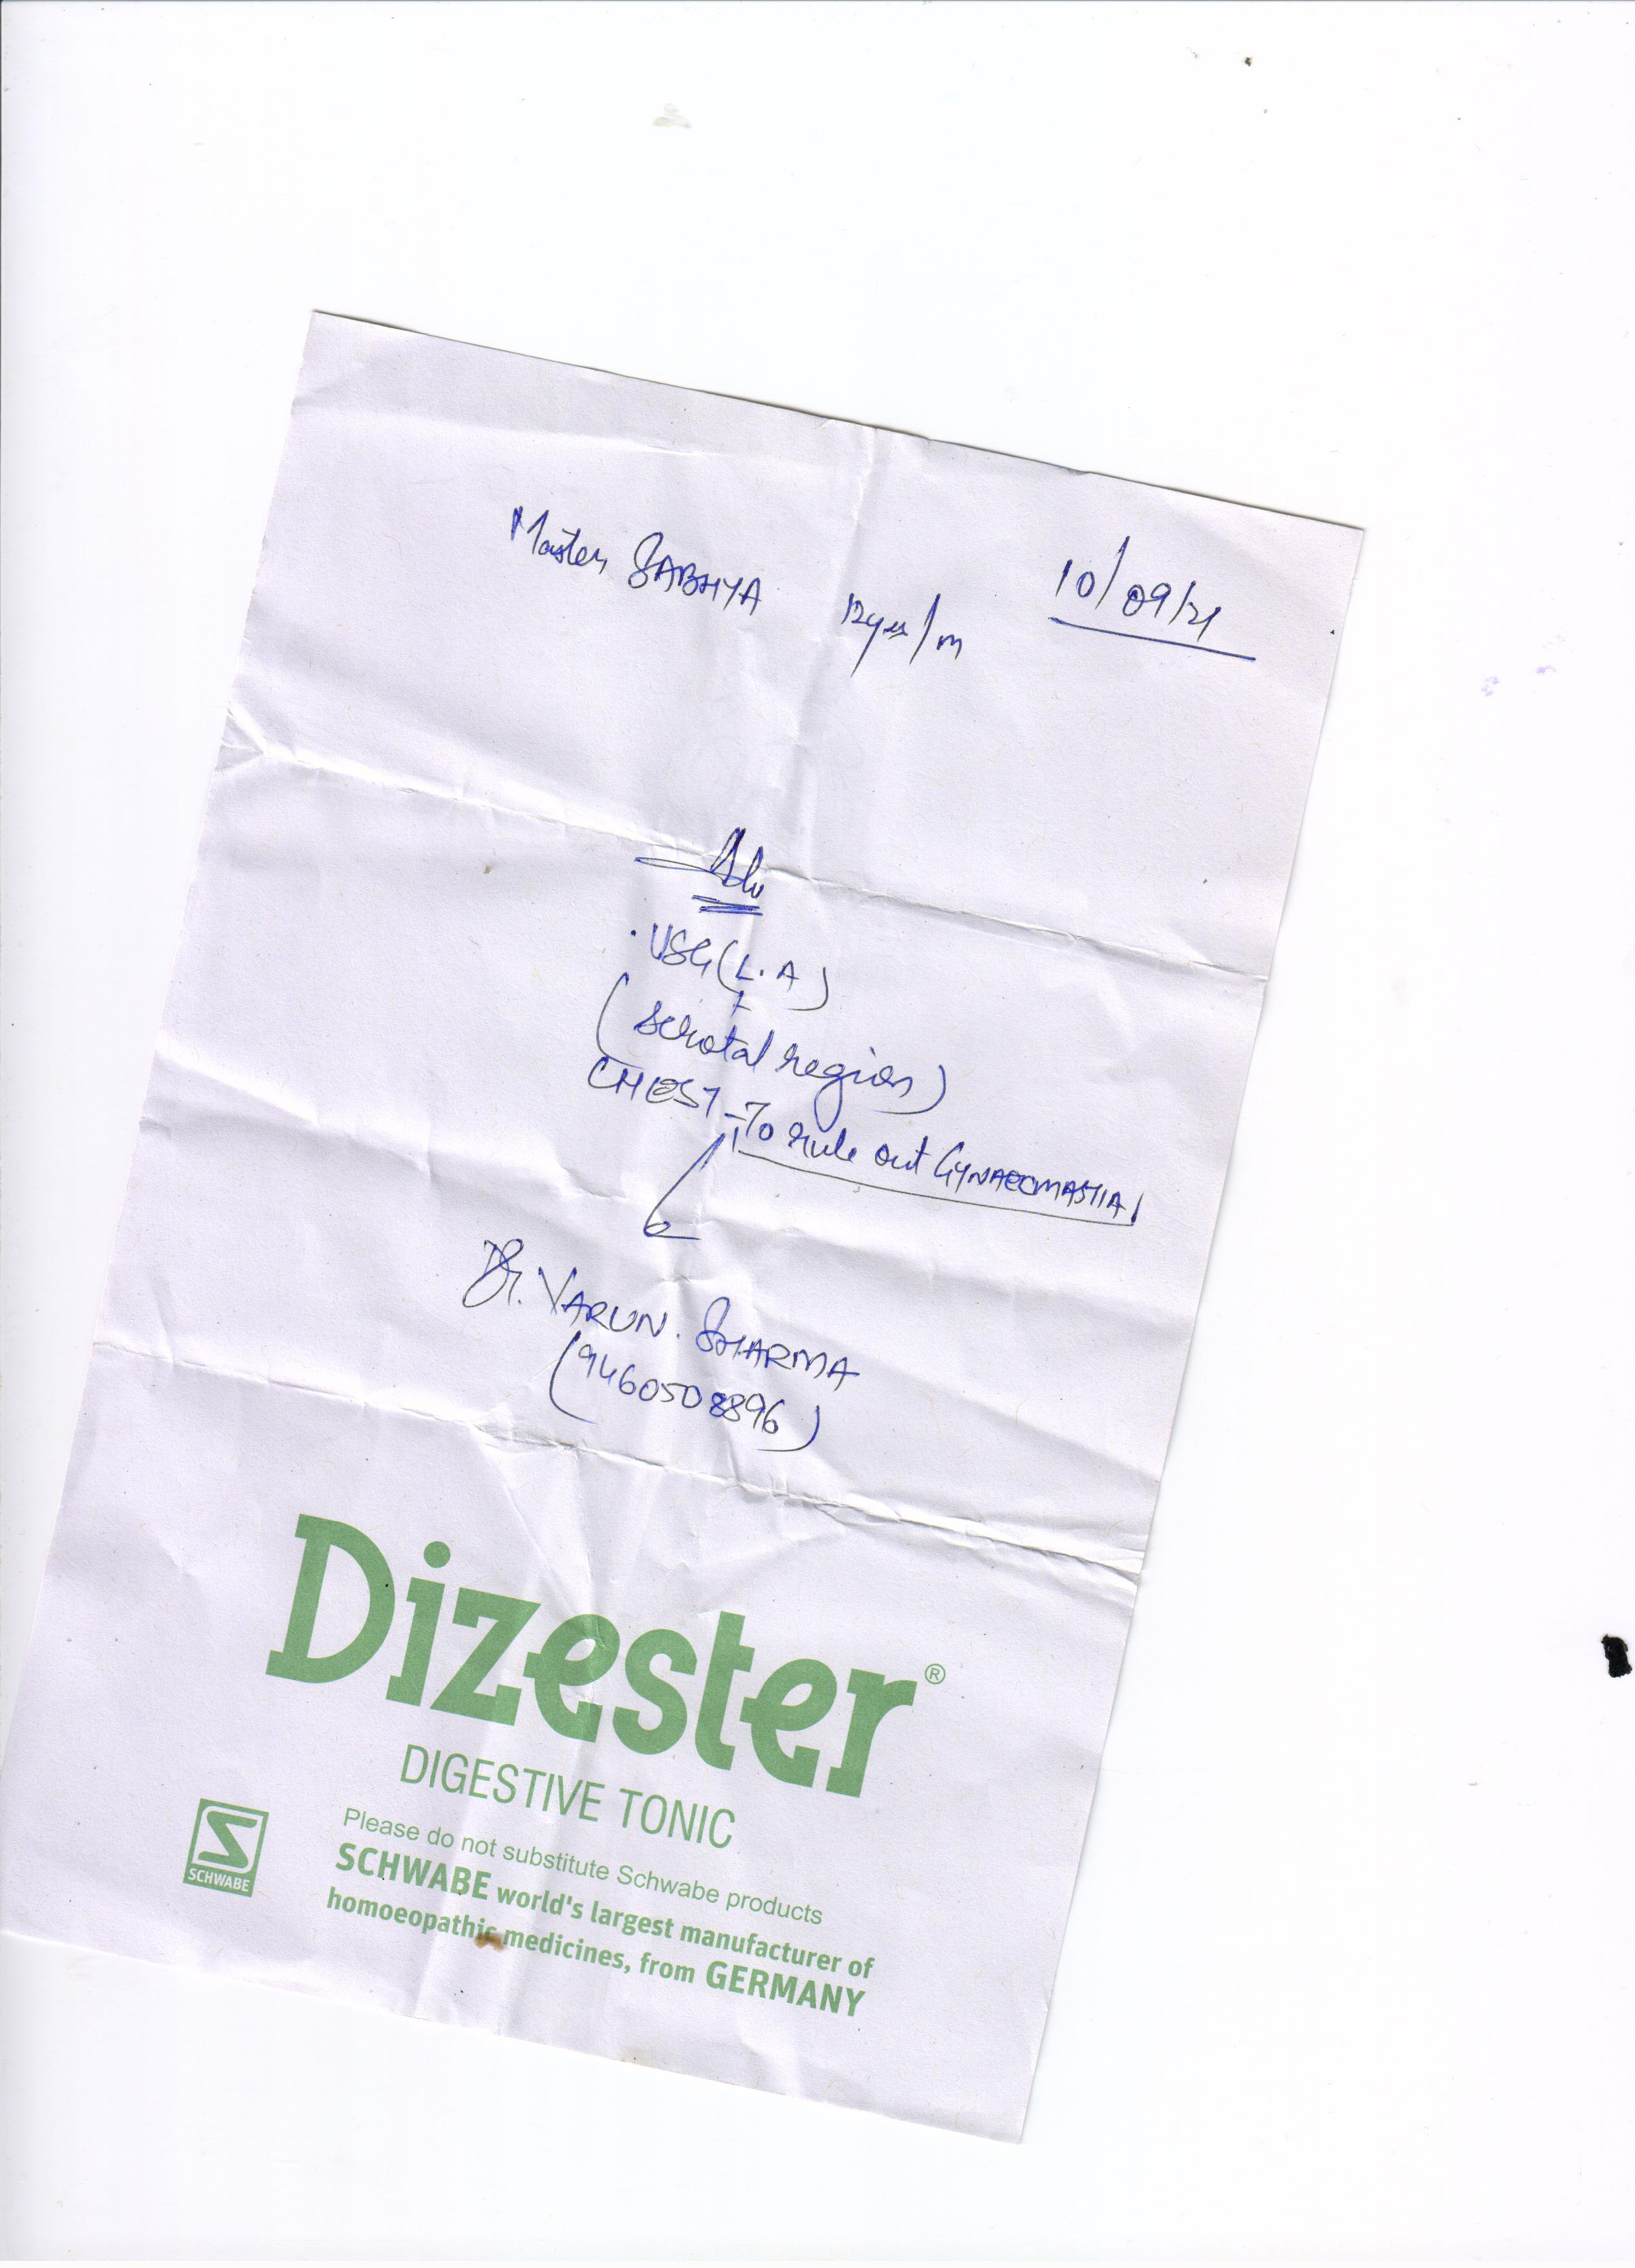 Master SABHYA 12yrs/m 10/09/21
Adv
. USG (L.A)
+
(Scrotal region)
CHEST - To rule out GYNAECOMASTIA
Dr. VARUN. SHARMA
(9460508896)
Dizester®
DIGESTIVE TONIC
Please do not substitute Schwabe products
SCHWABE world's largest manufacturer of
homoeopathic medicines, from GERMANY
SCHWABE